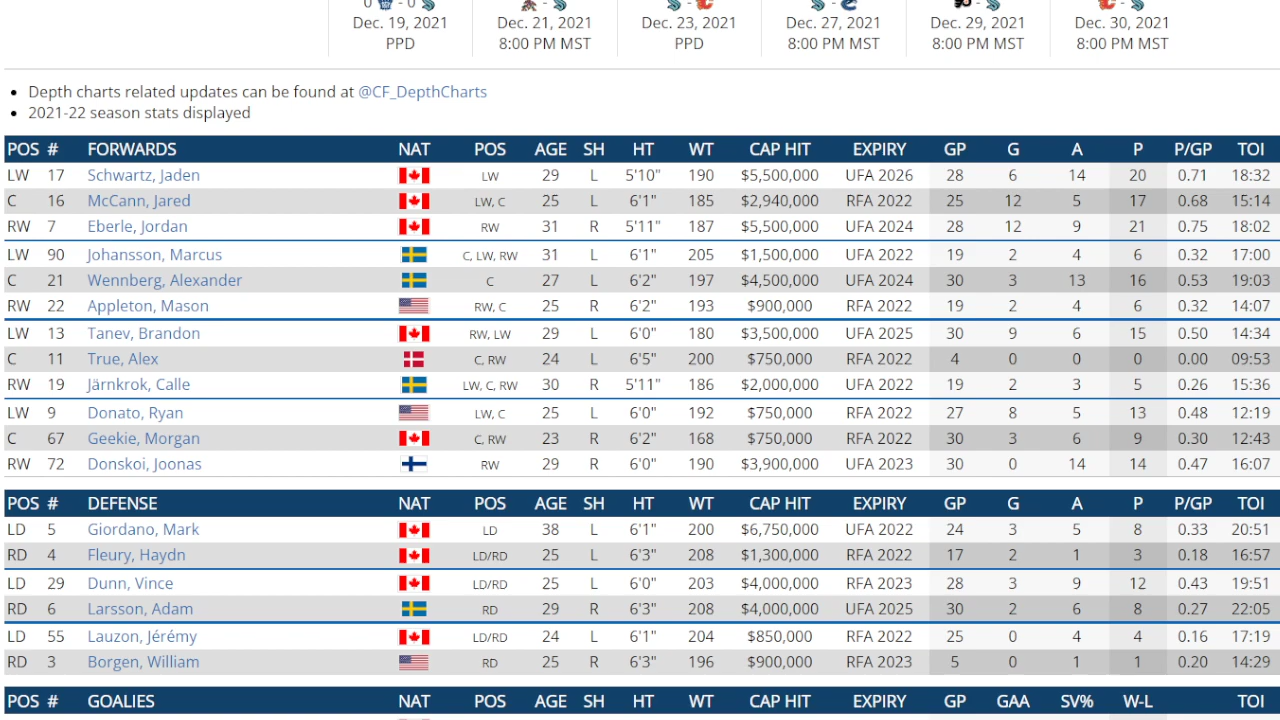 0 - 0 - - - - -
Dec. 19, 2021 Dec. 21, 2021 Dec. 23, 2021 Dec. 27, 2021 Dec. 29, 2021 Dec. 30, 2021
PPD 8:00 PM MST PPD 8:00 PM MST 8:00 PM MST 8:00 PM MST
• Depth charts related updates can be found at @CF_DepthCharts
• 2021-22 season stats displayed
POS # FORWARDS NAT POS AGE SH HT WT CAP HIT EXPIRY GP G A P P/GP TOI
LW 17 Schwartz, Jaden LW 29 L 5'10" 190 $5,500,000 UFA 2026 28 6 14 20 0.71 18:32
C 16 McCann, Jared LW, C 25 L 6'1" 185 $2,940,000 RFA 2022 25 12 5 17 0.68 15:14
RW 7 Eberle, Jordan RW 31 R 5'11" 187 $5,500,000 UFA 2024 28 12 9 21 0.75 18:02
LW 90 Johansson, Marcus C, LW, RW 31 L 6'1" 205 $1,500,000 UFA 2022 19 2 4 6 0.32 17:00
C 21 Wennberg, Alexander C 27 L 6'2" 197 $4,500,000 UFA 2024 30 3 13 16 0.53 19:03
RW 22 Appleton, Mason RW, C 25 R 6'2" 193 $900,000 RFA 2022 19 2 4 6 0.32 14:07
LW 13 Tanev, Brandon RW, LW 29 L 6'0" 180 $3,500,000 UFA 2025 30 9 6 15 0.50 14:34
C 11 True, Alex C, RW 24 L 6'5" 200 $750,000 RFA 2022 4 0 0 0 0.00 09:53
RW 19 Järnkrok, Calle LW, C, RW 30 R 5'11" 186 $2,000,000 UFA 2022 19 2 3 5 0.26 15:36
LW 9 Donato, Ryan LW, C 25 L 6'0" 192 $750,000 RFA 2022 27 8 5 13 0.48 12:19
C 67 Geekie, Morgan C, RW 23 R 6'2" 168 $750,000 RFA 2022 30 3 6 9 0.30 12:43
RW 72 Donskoi, Joonas RW 29 R 6'0" 190 $3,900,000 UFA 2023 30 0 14 14 0.47 16:07
POS # DEFENSE NAT POS AGE SH HT WT CAP HIT EXPIRY GP G A P P/GP TOI
LD 5 Giordano, Mark LD 38 L 6'1" 200 $6,750,000 UFA 2022 24 3 5 8 0.33 20:51
RD 4 Fleury, Haydn LD/RD 25 L 6'3" 208 $1,300,000 RFA 2022 17 2 1 3 0.18 16:57
LD 29 Dunn, Vince LD/RD 25 L 6'0" 203 $4,000,000 RFA 2023 28 3 9 12 0.43 19:51
RD 6 Larsson, Adam RD 29 R 6'3" 208 $4,000,000 UFA 2025 30 2 6 8 0.27 22:05
LD 55 Lauzon, Jérémy LD/RD 24 L 6'1" 204 $850,000 RFA 2022 25 0 4 4 0.16 17:19
RD 3 Borgen, William RD 25 R 6'3" 196 $900,000 RFA 2023 5 0 1 1 0.20 14:29
POS # GOALIES NAT POS AGE SH HT WT CAP HIT EXPIRY GP GAA SV% W-L TOI